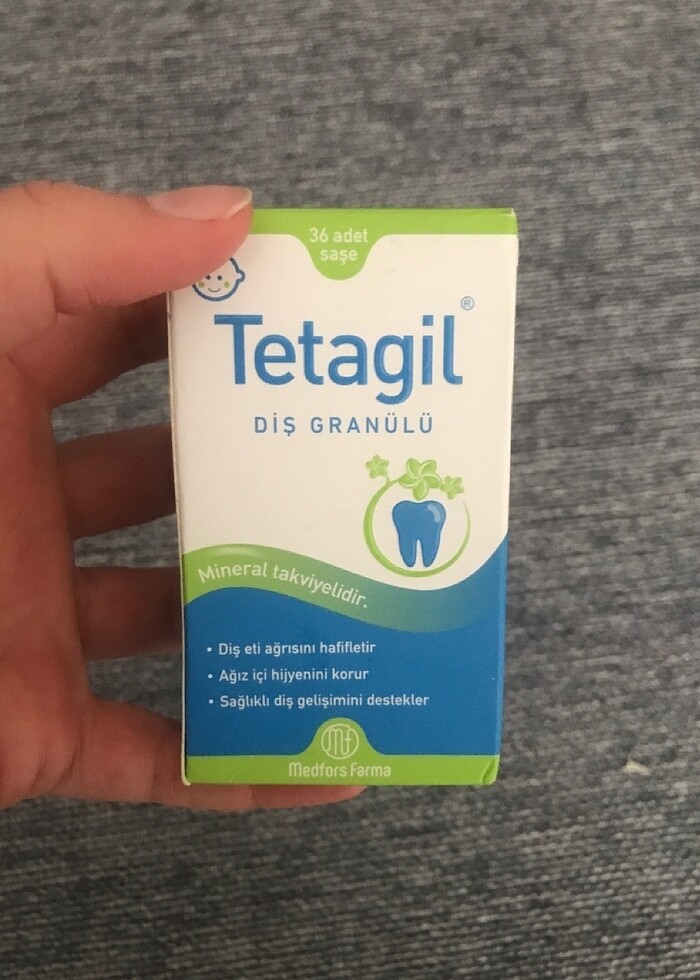 36 adet
saşe
Tetagil®
DİŞ GRANÜLÜ
Mineral takviyelidir.
• Diş eti ağrısını hafifletir
• Ağız içi hijyenini korur
• Sağlıklı diş gelişimini destekler
Mf
Medfors Farma